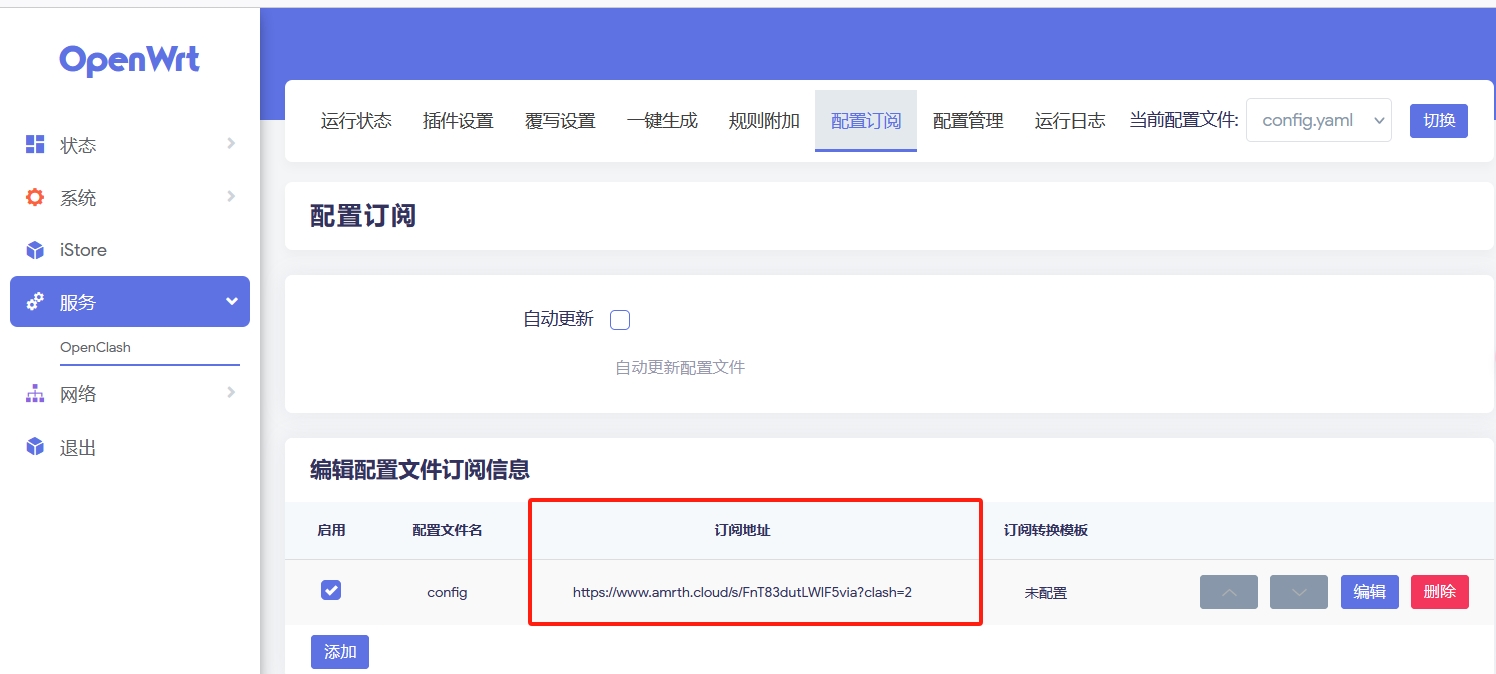 OpenWrt
状态
系统
iStore
服务
OpenClash
网络
退出
运行状态 插件设置 覆写设置 一键生成 规则附加 配置订阅 配置管理 运行日志 当前配置文件: config.yaml 切换
配置订阅
自动更新
自动更新配置文件
编辑配置文件订阅信息
启用 配置文件名 订阅地址 订阅转换模板
config https://www.amrth.cloud/s/FnT83dutLWlF5via?clash=2 未配置 编辑 删除
添加